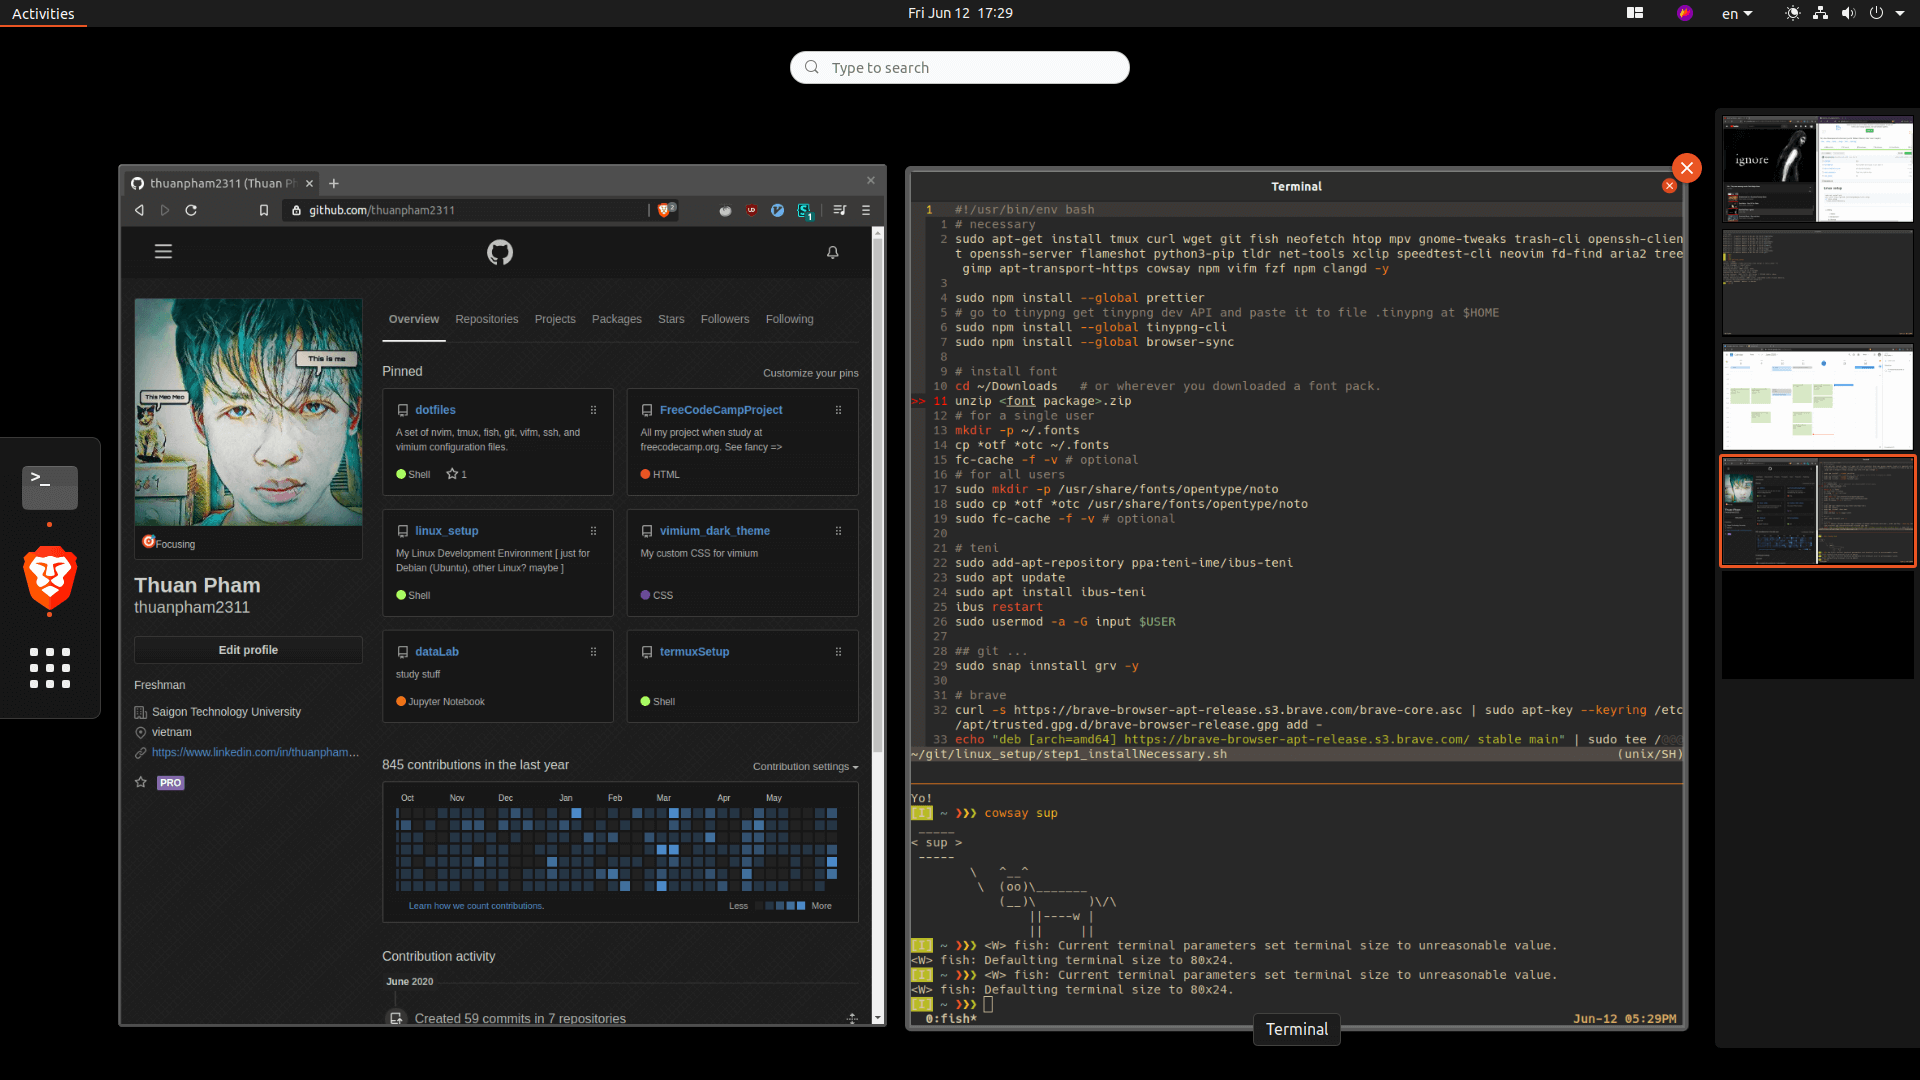 Activities
Fri Jun 12 17:29
en
Type to search
thuanpham2311 (Thuan P
github.com/thuanpham2311
2
1
This is me
This Meo Meo
Focusing
Thuan Pham
thuanpham2311
Edit profile
Freshman
Saigon Technology University
vietnam
https://www.linkedin.com/in/thuanpham...
PRO
Overview Repositories Projects Packages Stars Followers Following
Pinned
Customize your pins
dotfiles
A set of nvim, tmux, fish, git, vifm, ssh, and
vimium configuration files.
Shell 1
FreeCodeCampProject
All my project when study at
freecodecamp.org. See fancy =>
HTML
linux_setup
My Linux Development Environment [ just for
Debian (Ubuntu), other Linux? maybe ]
Shell
vimium_dark_theme
My custom CSS for vimium
CSS
dataLab
study stuff
Jupyter Notebook
termuxSetup
Shell
845 contributions in the last year
Contribution settings
Oct Nov Dec Jan Feb Mar Apr May
Learn how we count contributions.
Less More
Contribution activity
June 2020
Created 59 commits in 7 repositories
Terminal
1 #!/usr/bin/env bash
1 # necessary
2 sudo apt-get install tmux curl wget git fish neofetch htop mpv gnome-tweaks trash-cli openssh-clien
t openssh-server flameshot python3-pip tldr net-tools xclip speedtest-cli neovim fd-find aria2 tree
gimp apt-transport-https cowsay npm vifm fzf npm clangd -y
3
4 sudo npm install --global prettier
5 # go to tinypng get tinypng dev API and paste it to file .tinypng at $HOME
6 sudo npm install --global tinypng-cli
7 sudo npm install --global browser-sync
8
9 # install font
10 cd ~/Downloads # or wherever you downloaded a font pack.
>> 11 unzip <font package>.zip
12 # for a single user
13 mkdir -p ~/.fonts
14 cp *otf *otc ~/.fonts
15 fc-cache -f -v # optional
16 # for all users
17 sudo mkdir -p /usr/share/fonts/opentype/noto
18 sudo cp *otf *otc /usr/share/fonts/opentype/noto
19 sudo fc-cache -f -v # optional
20
21 # teni
22 sudo add-apt-repository ppa:teni-ime/ibus-teni
23 sudo apt update
24 sudo apt install ibus-teni
25 ibus restart
26 sudo usermod -a -G input $USER
27
28 ## git ...
29 sudo snap innstall grv -y
30
31 # brave
32 curl -s https://brave-browser-apt-release.s3.brave.com/brave-core.asc | sudo apt-key --keyring /etc
/apt/trusted.gpg.d/brave-browser-release.gpg add -
33 echo "deb [arch=amd64] https://brave-browser-apt-release.s3.brave.com/ stable main" | sudo tee /@@@
~/git/linux_setup/step1_installNecessary.sh (unix/SH)
Yo!
[I] ~ ❯❯❯ cowsay sup
_____
< sup >
-----
\ ^__^
\ (oo)\_______
(__)\ )\/\
||----w |
|| ||
[I] ~ ❯❯❯ <W> fish: Current terminal parameters set terminal size to unreasonable value.
<W> fish: Defaulting terminal size to 80x24.
[I] ~ ❯❯❯ <W> fish: Current terminal parameters set terminal size to unreasonable value.
<W> fish: Defaulting terminal size to 80x24.
[I] ~ ❯❯❯
0:fish* Jun-12 05:29PM
Terminal
ignore